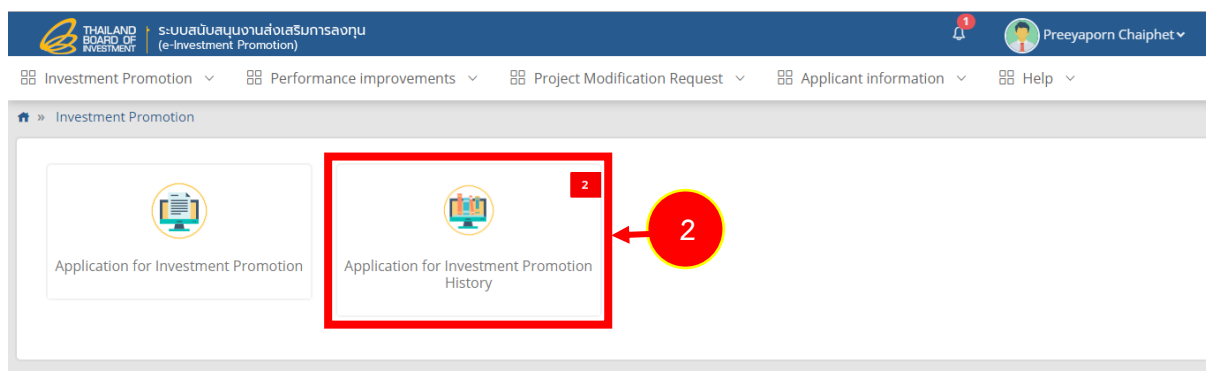 THAILAND
BOARD OF
INVESTMENT
ระบบสนับสนุนงานส่งเสริมการลงทุน
(e-Investment Promotion)
1
Preeyaporn Chaiphet
Investment Promotion
Performance improvements
Project Modification Request
Applicant information
Help
» Investment Promotion
2
2
Application for Investment Promotion
Application for Investment Promotion
History